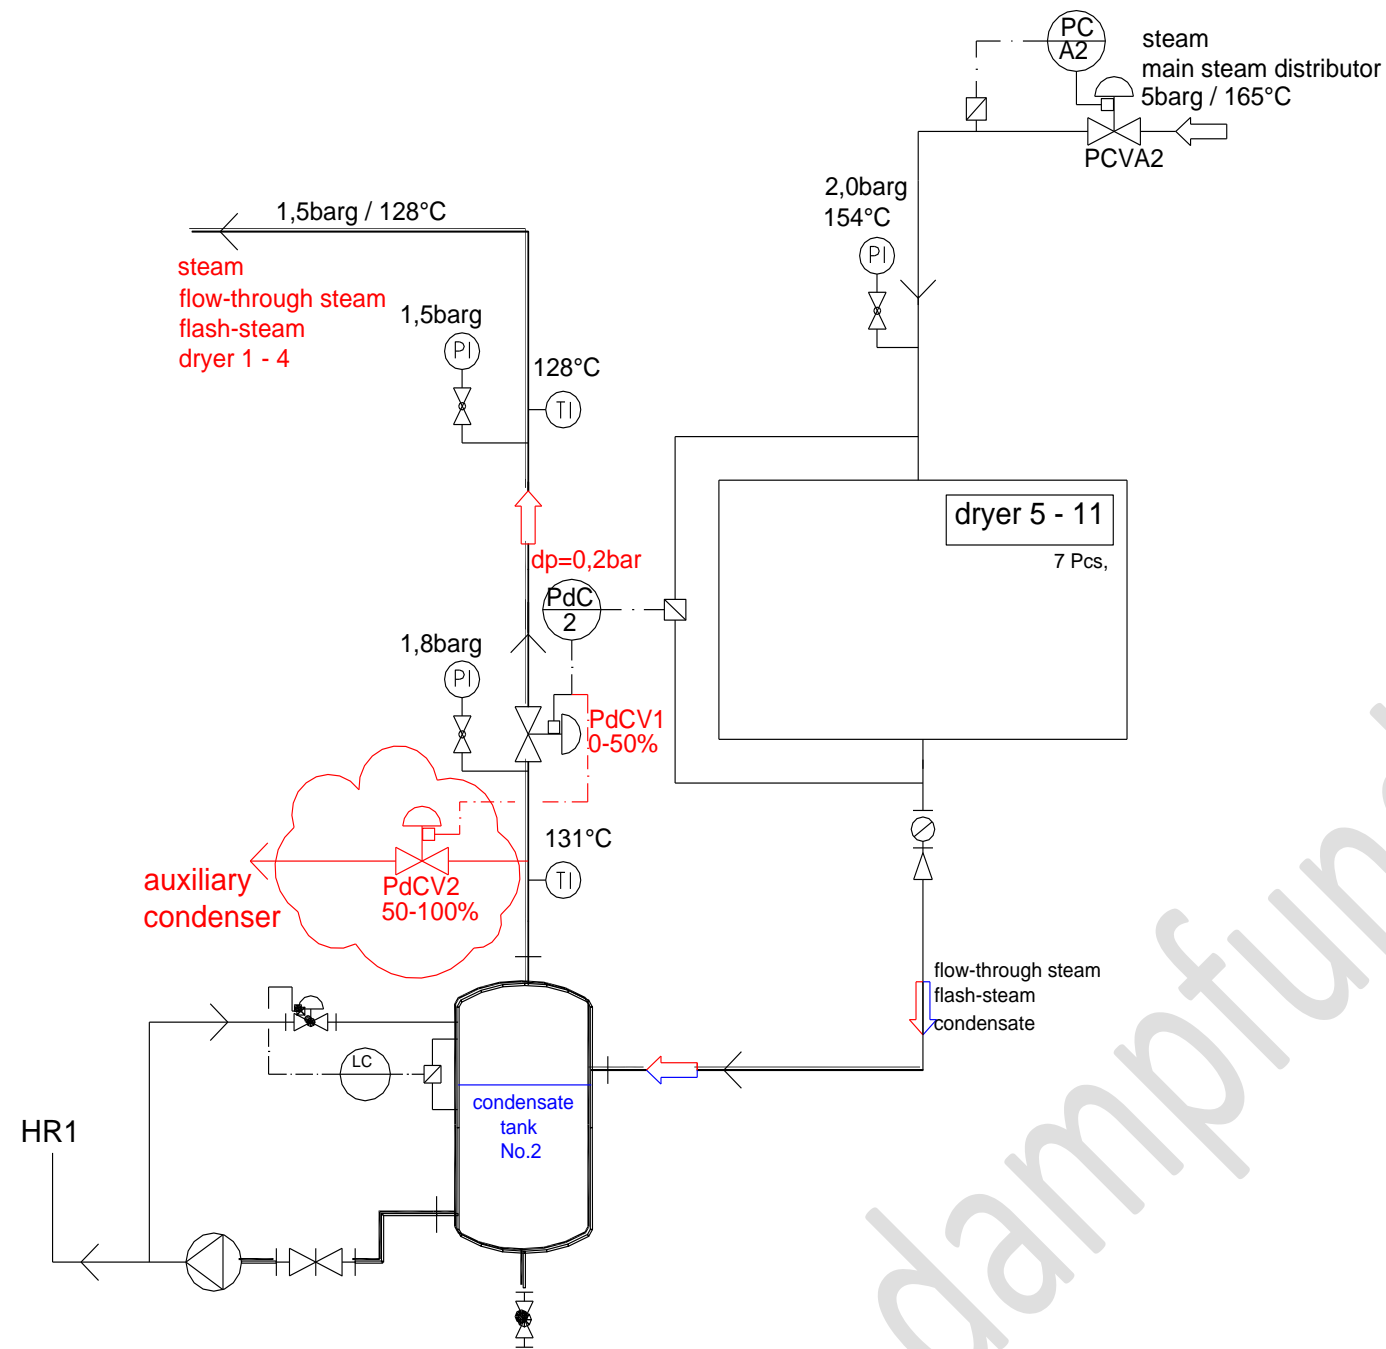 PC
A2
steam
main steam distributor
5barg / 165°C
PCVA2
2,0barg
154°C
PI
1,5barg / 128°C
steam
flow-through steam
flash-steam
dryer 1 - 4
1,5barg
PI
128°C
TI
dryer 5 - 11
7 Pcs,
dp=0,2bar
PdC
2
1,8barg
PI
PdCV1
0-50%
131°C
TI
PdCV2
50-100%
auxiliary
condenser
flow-through steam
flash-steam
condensate
LC
condensate
tank
No.2
HR1